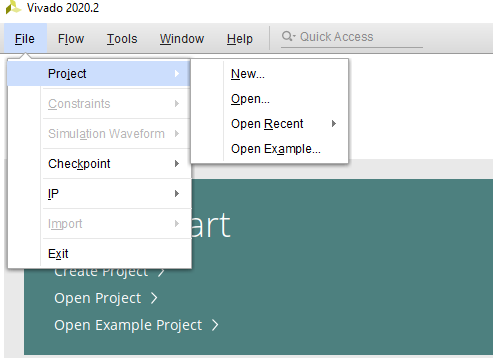 Vivado 2020.2
File Flow Tools Window Help Quick Access
Project
Constraints
Simulation Waveform
Checkpoint
IP
Import
Exit
New...
Open...
Open Recent
Open Example...
art
Create Project
Open Project
Open Example Project